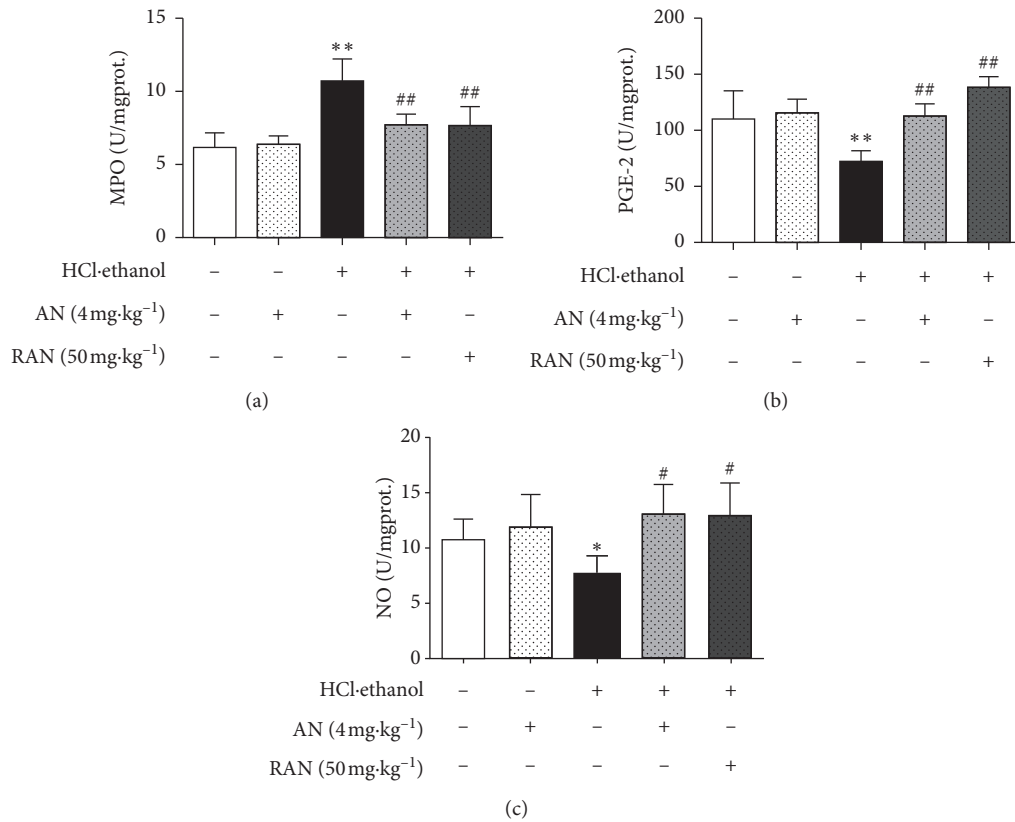 15
10
5
0
MPO (U/mgprot.)
**
##
##
HCl·ethanol – – + + +
AN (4 mg·kg⁻¹) – + – + –
RAN (50 mg·kg⁻¹) – – – – +
(a)
200
150
100
50
0
PGE-2 (U/mgprot.)
**
##
##
HCl·ethanol – – + + +
AN (4 mg·kg⁻¹) – + – + –
RAN (50 mg·kg⁻¹) – – – – +
(b)
20
15
10
5
0
NO (U/mgprot.)
*
#
#
HCl·ethanol – – + + +
AN (4 mg·kg⁻¹) – + – + –
RAN (50 mg·kg⁻¹) – – – – +
(c)